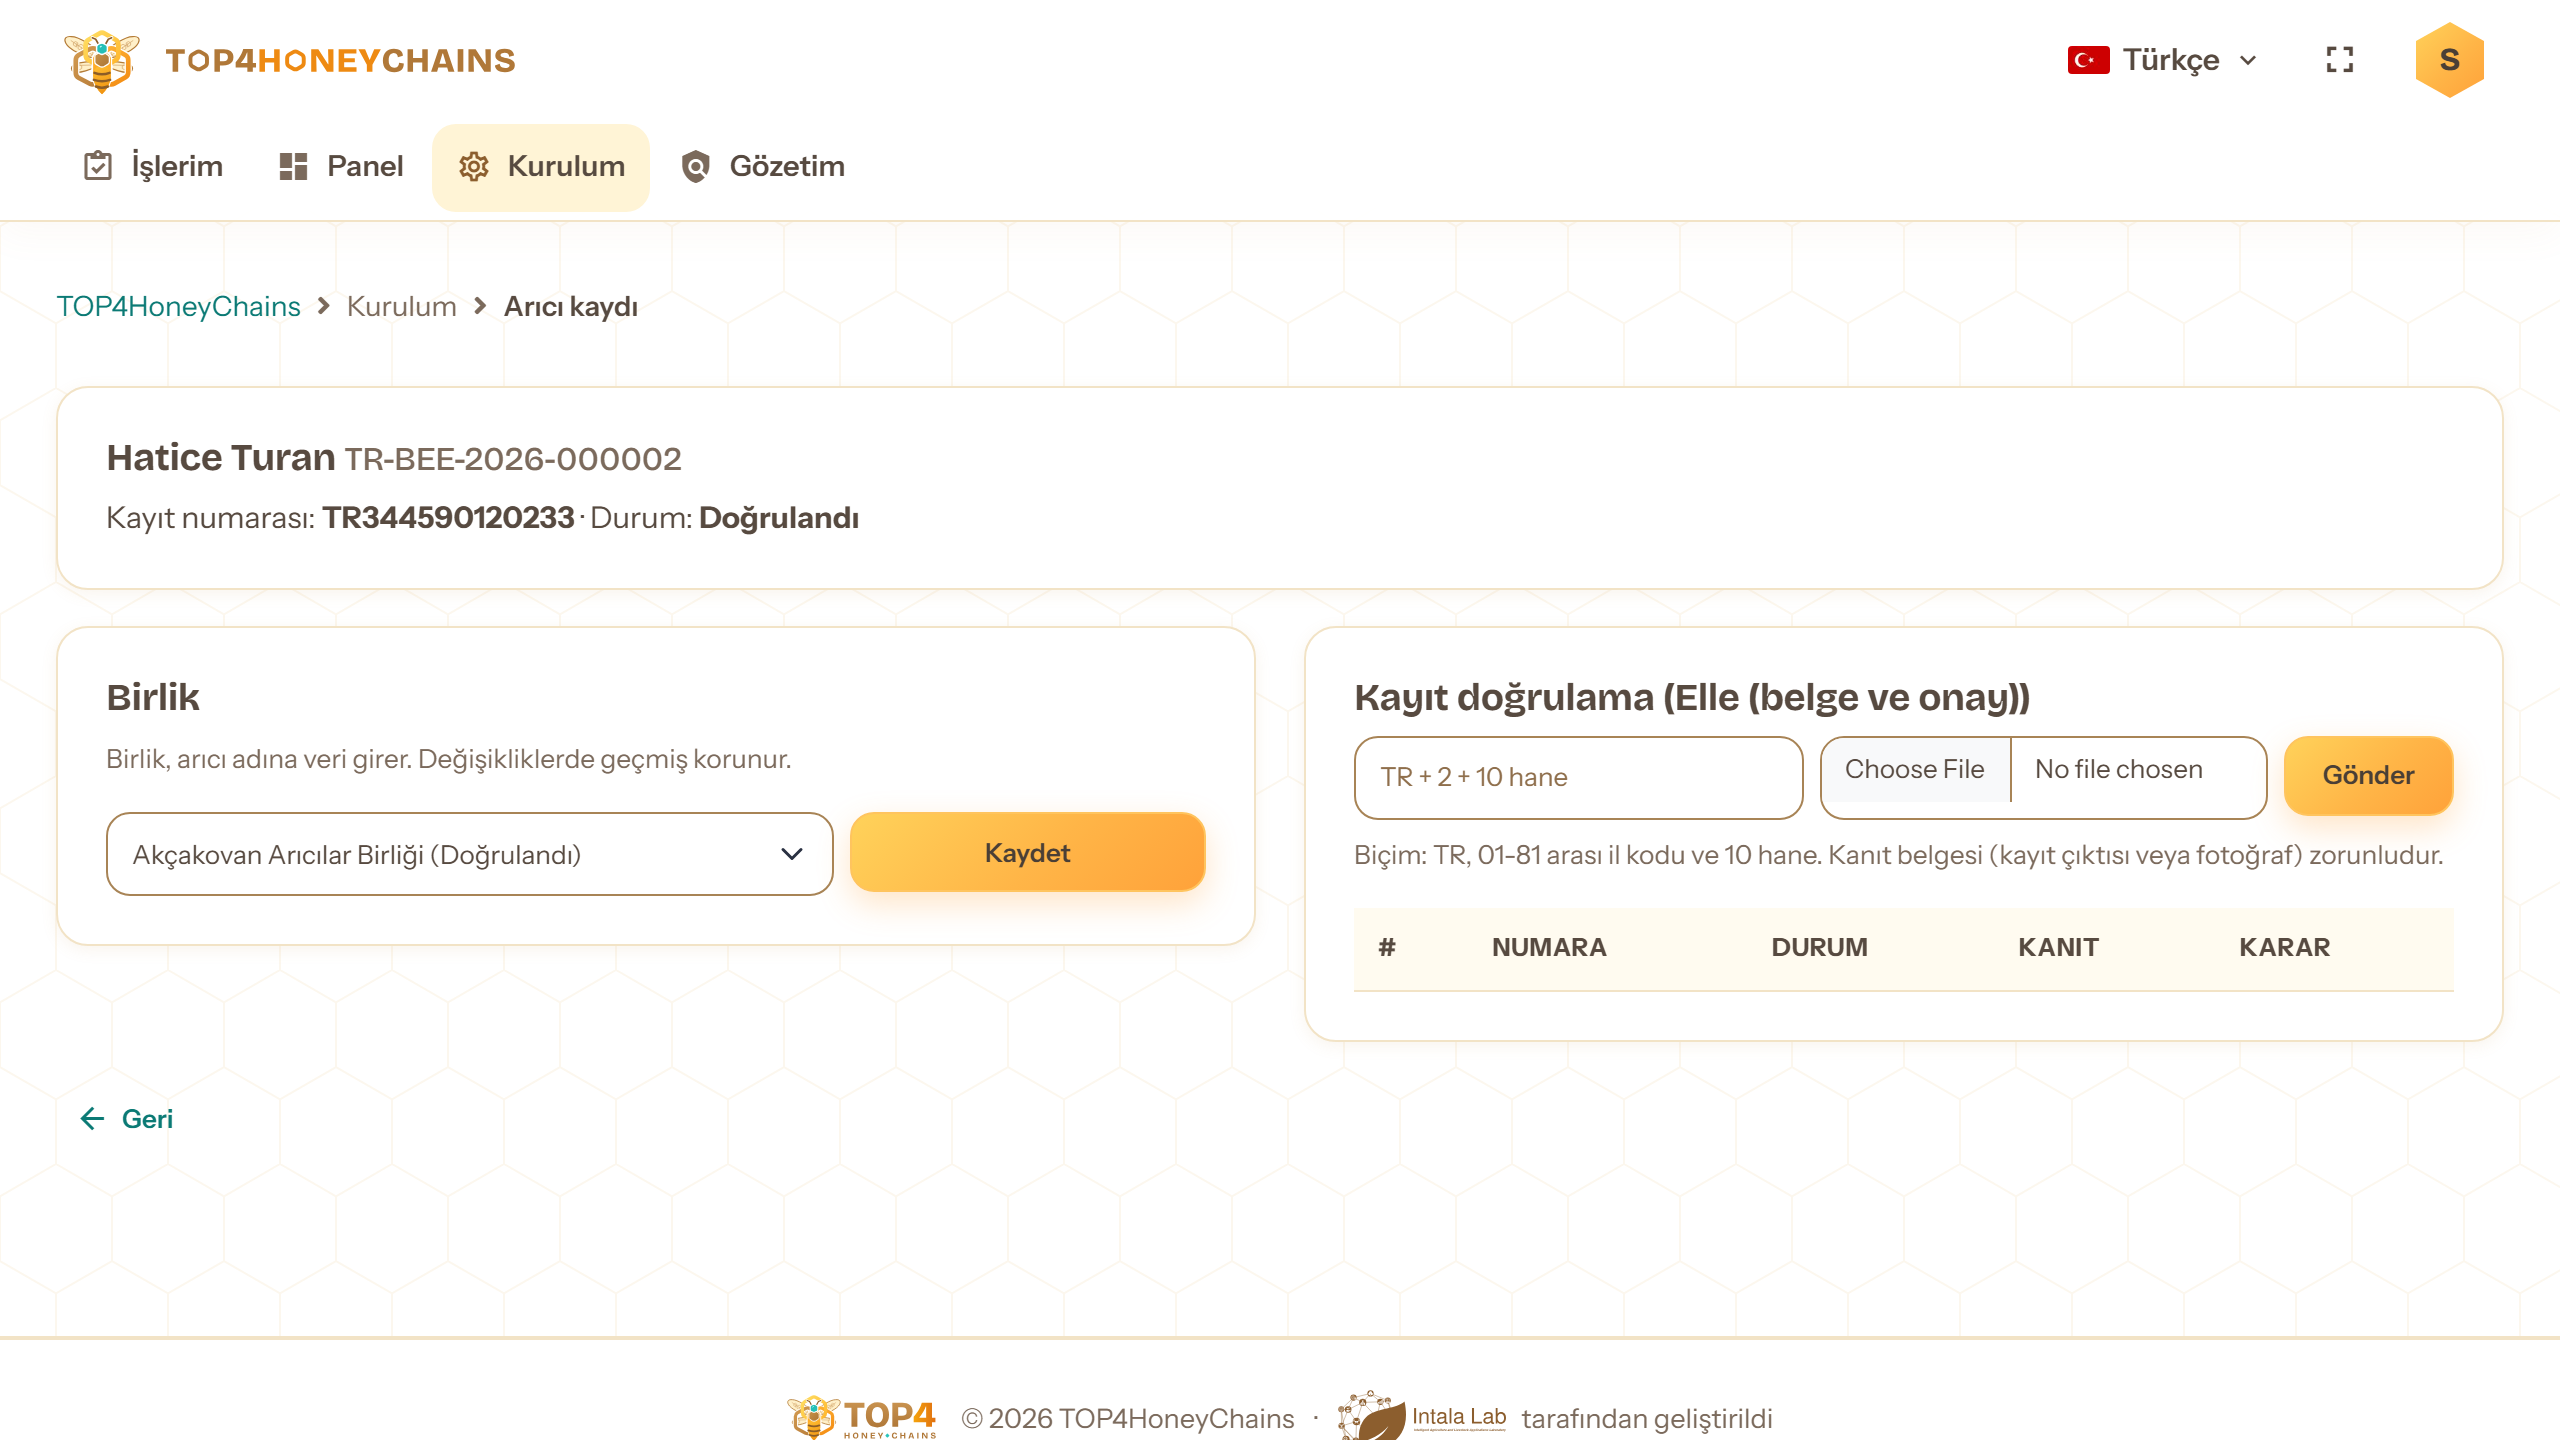 TOP4HONEYCHAINS
Türkçe
S
İşlerim
Panel
Kurulum
Gözetim
TOP4HoneyChains > Kurulum > Arıcı kaydı
Hatice Turan TR-BEE-2026-000002
Kayıt numarası: TR344590120233 · Durum: Doğrulandı
Birlik
Birlik, arıcı adına veri girer. Değişikliklerde geçmiş korunur.
Akçakovan Arıcılar Birliği (Doğrulandı)
Kaydet
Kayıt doğrulama (Elle (belge ve onay))
TR + 2 + 10 hane
Choose File
No file chosen
Gönder
Biçim: TR, 01-81 arası il kodu ve 10 hane. Kanıt belgesi (kayıt çıktısı veya fotoğraf) zorunludur.
# NUMARA DURUM KANIT KARAR
Geri
TOP4
HONEY CHAINS
© 2026 TOP4HoneyChains ·
Intala Lab
tarafından geliştirildi